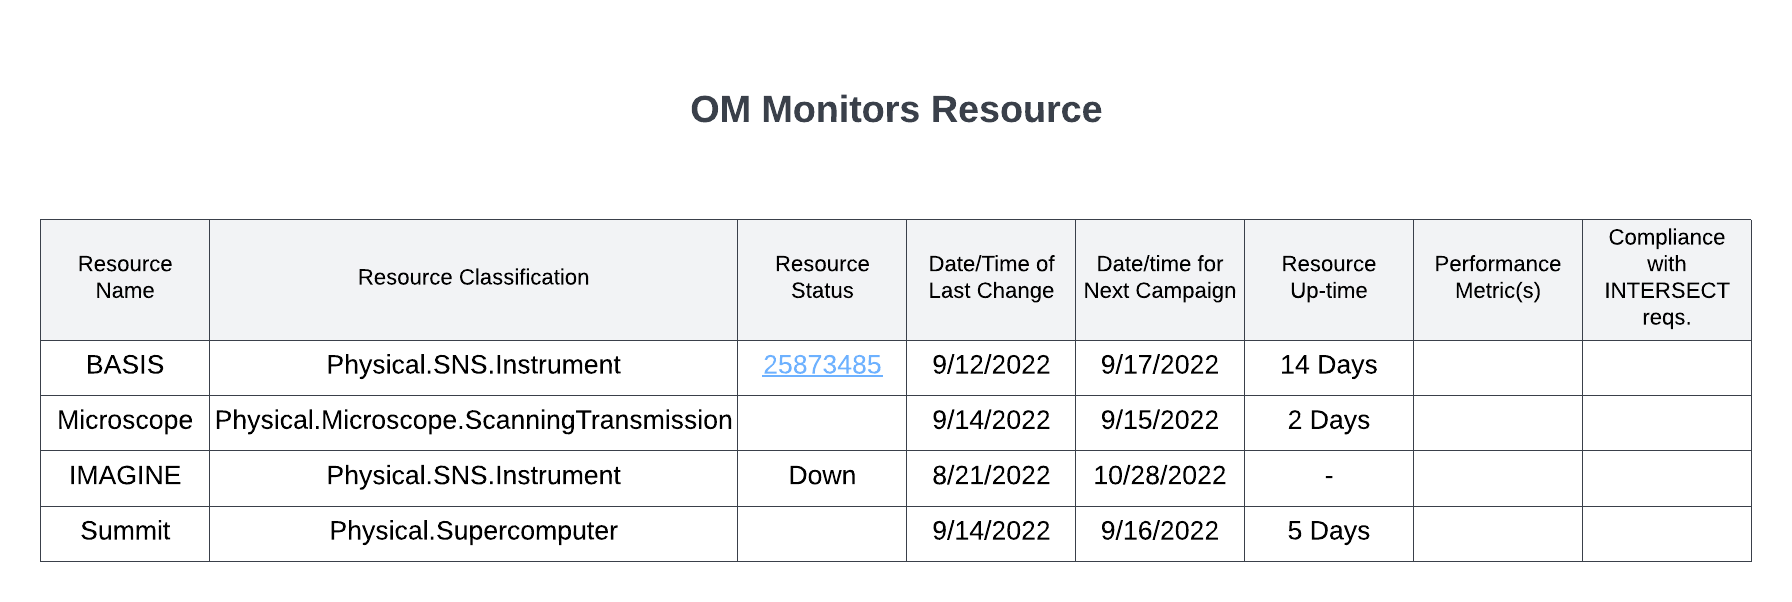 OM Monitors Resource
Resource Name | Resource Classification | Resource Status | Date/Time of Last Change | Date/time for Next Campaign | Resource Up-time | Performance Metric(s) | Compliance with INTERSECT reqs.
BASIS | Physical.SNS.Instrument | 25873485 | 9/12/2022 | 9/17/2022 | 14 Days | |
Microscope | Physical.Microscope.ScanningTransmission | | 9/14/2022 | 9/15/2022 | 2 Days | |
IMAGINE | Physical.SNS.Instrument | Down | 8/21/2022 | 10/28/2022 | - | |
Summit | Physical.Supercomputer | | 9/14/2022 | 9/16/2022 | 5 Days | |